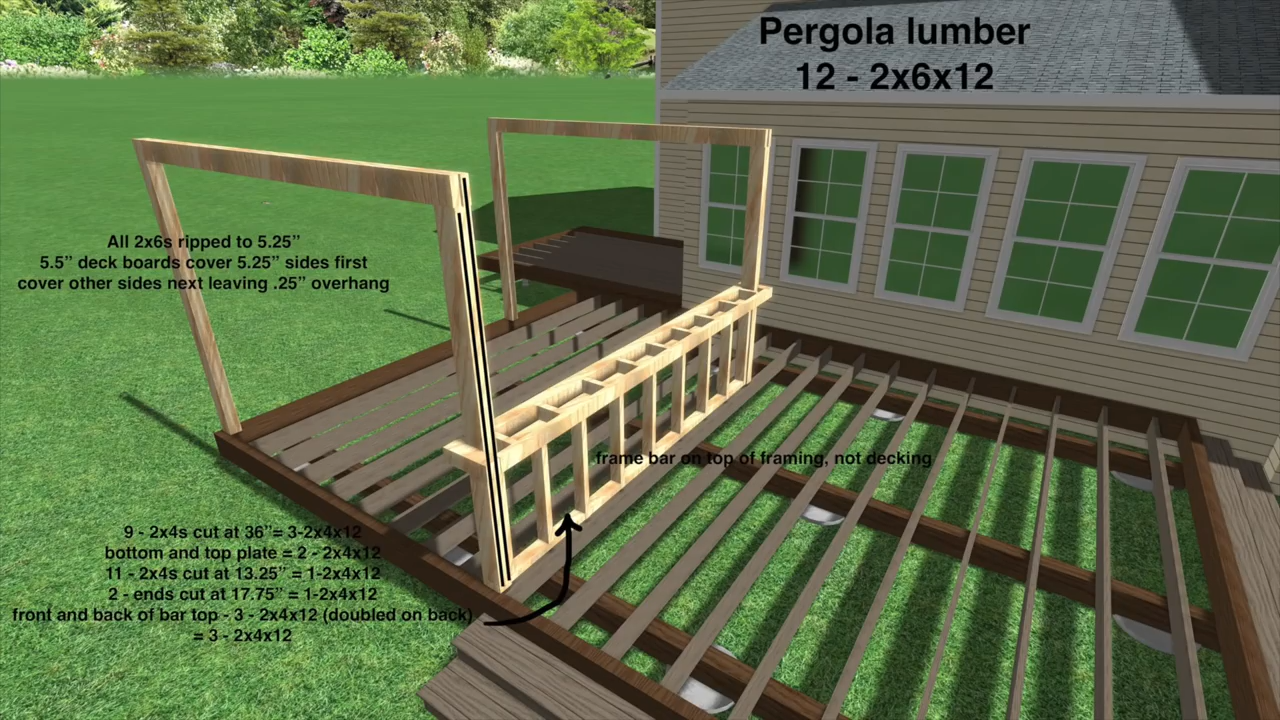 Pergola lumber
12 - 2x6x12
All 2x6s ripped to 5.25”
5.5” deck boards cover 5.25” sides first
cover other sides next leaving .25” overhang
frame bar on top of framing, not decking
9 - 2x4s cut at 36”= 3-2x4x12
bottom and top plate = 2 - 2x4x12
11 - 2x4s cut at 13.25” = 1-2x4x12
2 - ends cut at 17.75” = 1-2x4x12
front and back of bar top - 3 - 2x4x12 (doubled on back)
= 3 - 2x4x12